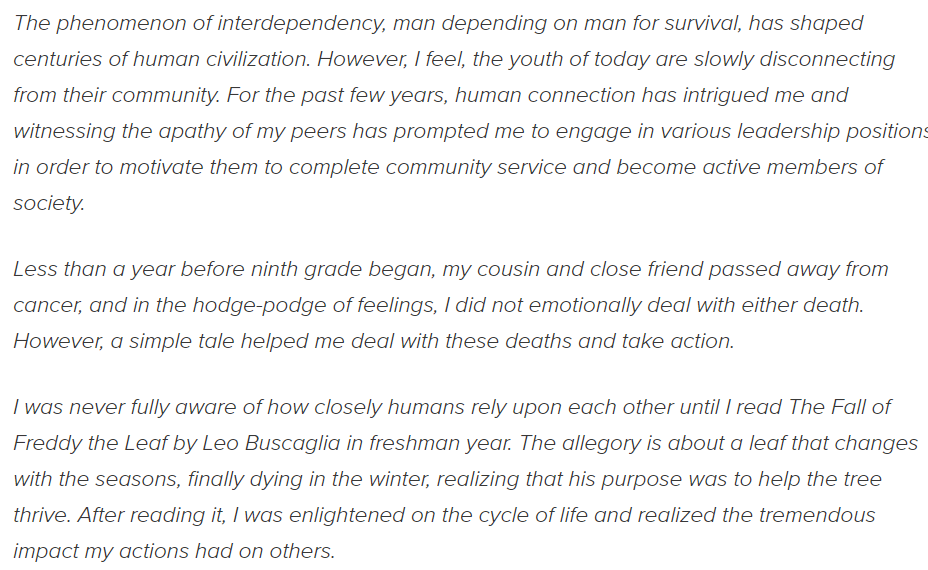 The phenomenon of interdependency, man depending on man for survival, has shaped
centuries of human civilization. However, I feel, the youth of today are slowly disconnecting
from their community. For the past few years, human connection has intrigued me and
witnessing the apathy of my peers has prompted me to engage in various leadership positions
in order to motivate them to complete community service and become active members of
society.
Less than a year before ninth grade began, my cousin and close friend passed away from
cancer, and in the hodge-podge of feelings, I did not emotionally deal with either death.
However, a simple tale helped me deal with these deaths and take action.
I was never fully aware of how closely humans rely upon each other until I read The Fall of
Freddy the Leaf by Leo Buscaglia in freshman year. The allegory is about a leaf that changes
with the seasons, finally dying in the winter, realizing that his purpose was to help the tree
thrive. After reading it, I was enlightened on the cycle of life and realized the tremendous
impact my actions had on others.